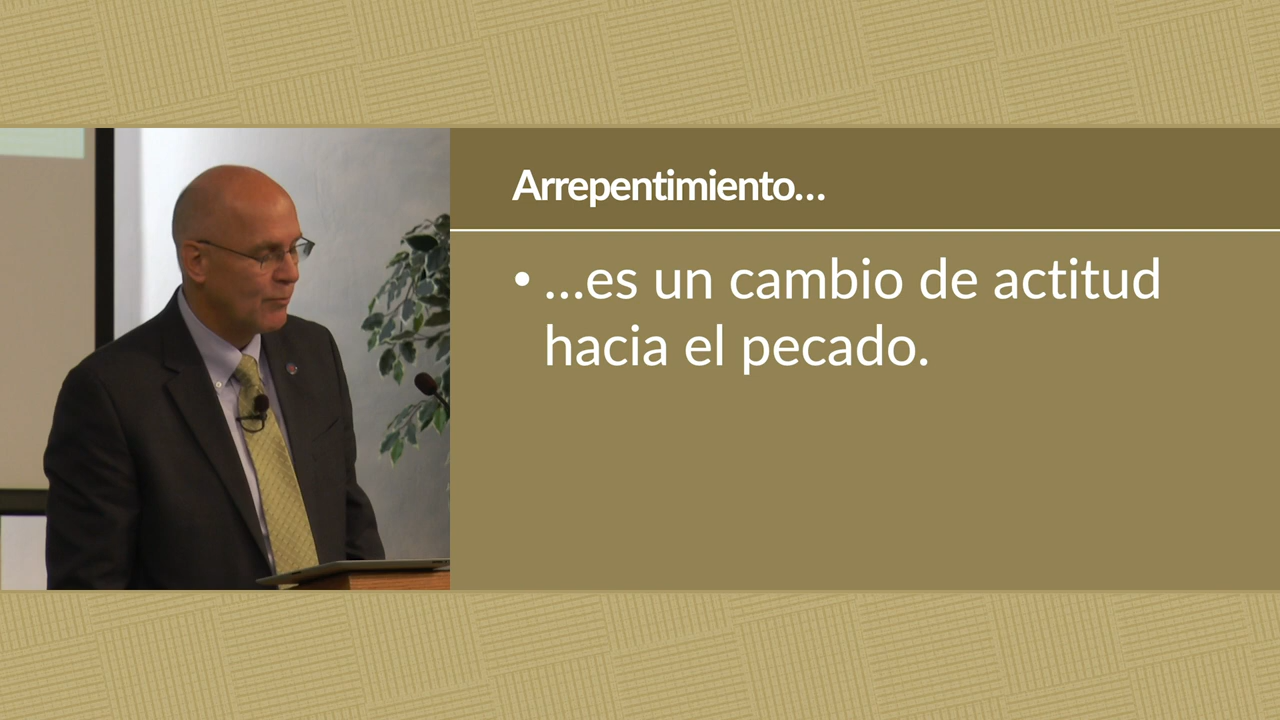 Arrepentimiento...
• ...es un cambio de actitud
hacia el pecado.